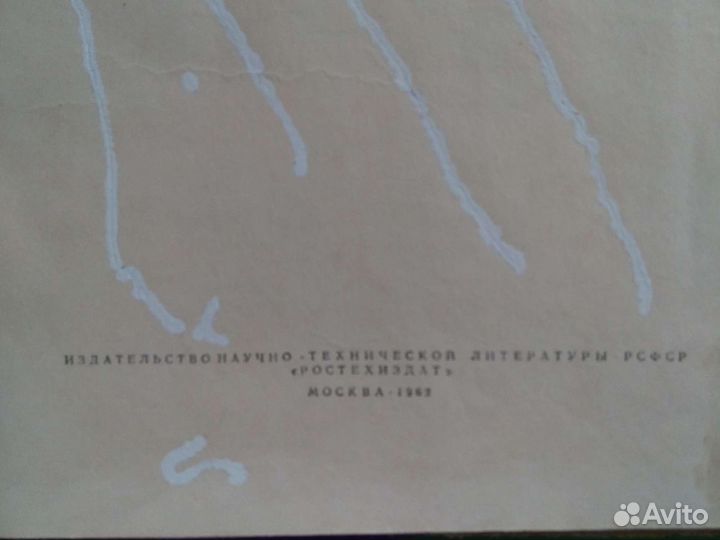 ИЗДАТЕЛЬСТВО НАУЧНО-ТЕХНИЧЕСКОЙ ЛИТЕРАТУРЫ РСФСР
«РОСТЕХИЗДАТ»
МОСКВА-1962
Avito